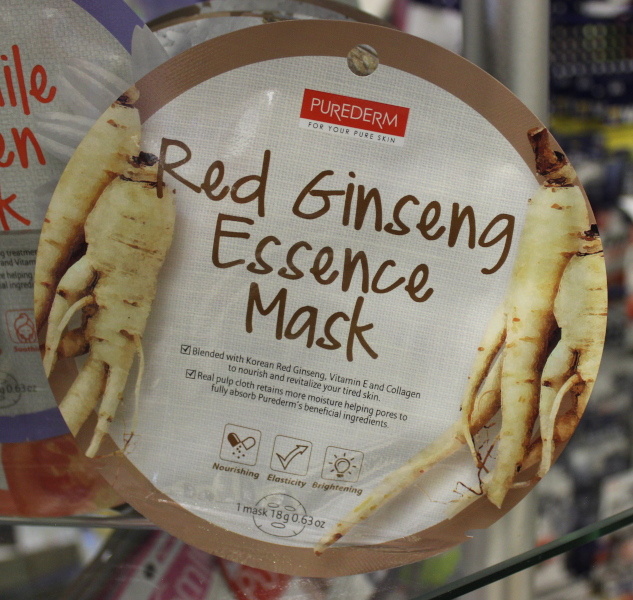 PUREDERM
FOR YOUR PURE SKIN
Red Ginseng
Essence
Mask
Blended with Korean Red Ginseng, Vitamin E and Collagen
to nourish and revitalize your tired skin.
Real pulp cloth retains more moisture helping pores to
fully absorb Purederm's beneficial ingredients.
Nourishing Elasticity Brightening
1 mask 18g 0.63oz